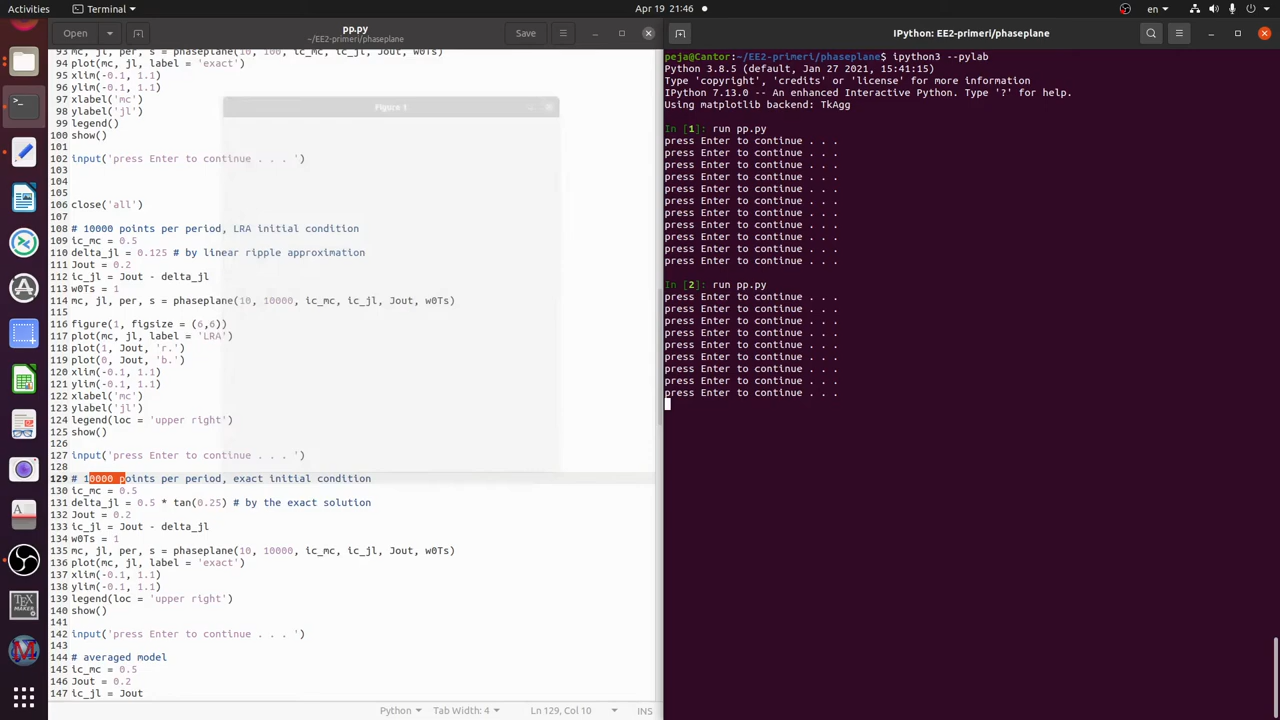 Activities
Terminal
Apr 19 21:46
en
Open
pp.py
~/EE2-primeri/phaseplane
Save
IPython: EE2-primeri/phaseplane
93 mc, jl, per, s = phaseplane(10, 100, ic_mc, ic_jl, Jout, w0Ts)
94 plot(mc, jl, label = 'exact')
95 xlim(-0.1, 1.1)
96 ylim(-0.1, 1.1)
97 xlabel('mc')
98 ylabel('jl')
99 legend()
100 show()
101
102 input('press Enter to continue . . . ')
103
104
105
106 close('all')
107
108 # 10000 points per period, LRA initial condition
109 ic_mc = 0.5
110 delta_jl = 0.125 # by linear ripple approximation
111 Jout = 0.2
112 ic_jl = Jout - delta_jl
113 w0Ts = 1
114 mc, jl, per, s = phaseplane(10, 10000, ic_mc, ic_jl, Jout, w0Ts)
115
116 figure(1, figsize = (6,6))
117 plot(mc, jl, label = 'LRA')
118 plot(1, Jout, 'r.')
119 plot(0, Jout, 'b.')
120 xlim(-0.1, 1.1)
121 ylim(-0.1, 1.1)
122 xlabel('mc')
123 ylabel('jl')
124 legend(loc = 'upper right')
125 show()
126
127 input('press Enter to continue . . . ')
128
129 # 10000 points per period, exact initial condition
130 ic_mc = 0.5
131 delta_jl = 0.5 * tan(0.25) # by the exact solution
132 Jout = 0.2
133 ic_jl = Jout - delta_jl
134 w0Ts = 1
135 mc, jl, per, s = phaseplane(10, 10000, ic_mc, ic_jl, Jout, w0Ts)
136 plot(mc, jl, label = 'exact')
137 xlim(-0.1, 1.1)
138 ylim(-0.1, 1.1)
139 legend(loc = 'upper right')
140 show()
141
142 input('press Enter to continue . . . ')
143
144 # averaged model
145 ic_mc = 0.5
146 Jout = 0.2
147 ic_jl = Jout
Figure 1
Python
Tab Width: 4
Ln 129, Col 10
INS
peja@Cantor:~/EE2-primeri/phaseplane$ ipython3 --pylab
Python 3.8.5 (default, Jan 27 2021, 15:41:15)
Type 'copyright', 'credits' or 'license' for more information
IPython 7.13.0 -- An enhanced Interactive Python. Type '?' for help.
Using matplotlib backend: TkAgg
In [1]: run pp.py
press Enter to continue . . .
press Enter to continue . . .
press Enter to continue . . .
press Enter to continue . . .
press Enter to continue . . .
press Enter to continue . . .
press Enter to continue . . .
press Enter to continue . . .
press Enter to continue . . .
press Enter to continue . . .
press Enter to continue . . .
In [2]: run pp.py
press Enter to continue . . .
press Enter to continue . . .
press Enter to continue . . .
press Enter to continue . . .
press Enter to continue . . .
press Enter to continue . . .
press Enter to continue . . .
press Enter to continue . . .
press Enter to continue . . .